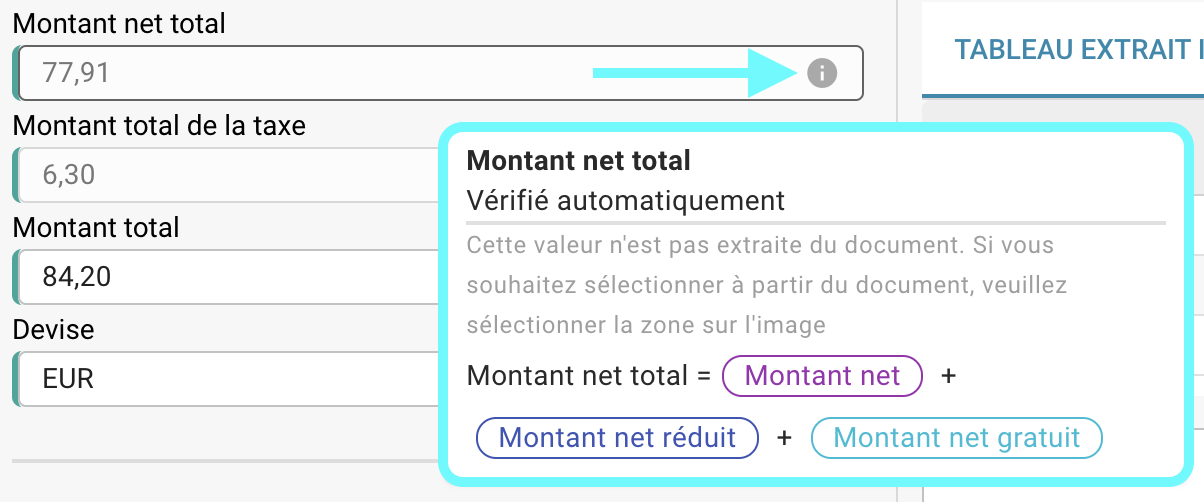 Montant net total
77,91
Montant total de la taxe
6,30
Montant total
84,20
Devise
EUR
TABLEAU EXTRAIT
Montant net total
Vérifié automatiquement
Cette valeur n'est pas extraite du document. Si vous
souhaitez sélectionner à partir du document, veuillez
sélectionner la zone sur l'image
Montant net total = Montant net +
Montant net réduit + Montant net gratuit